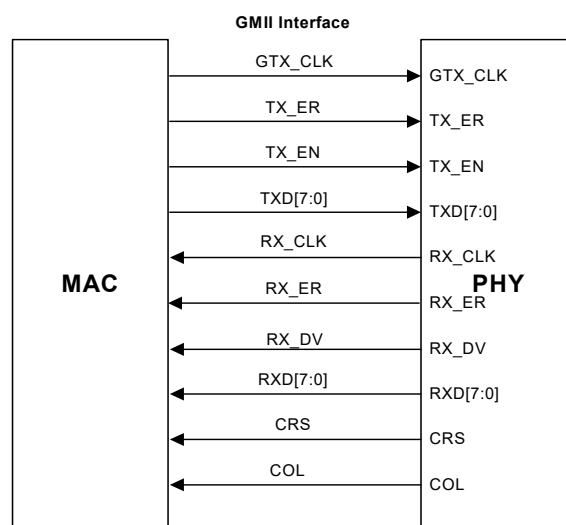 GMII Interface
GTX_CLK
GTX_CLK
TX_ER
TX_ER
TX_EN
TX_EN
TXD[7:0]
TXD[7:0]
RX_CLK
RX_CLK
MAC
PHY
RX_ER
RX_ER
RX_DV
RX_DV
RXD[7:0]
RXD[7:0]
CRS
CRS
COL
COL